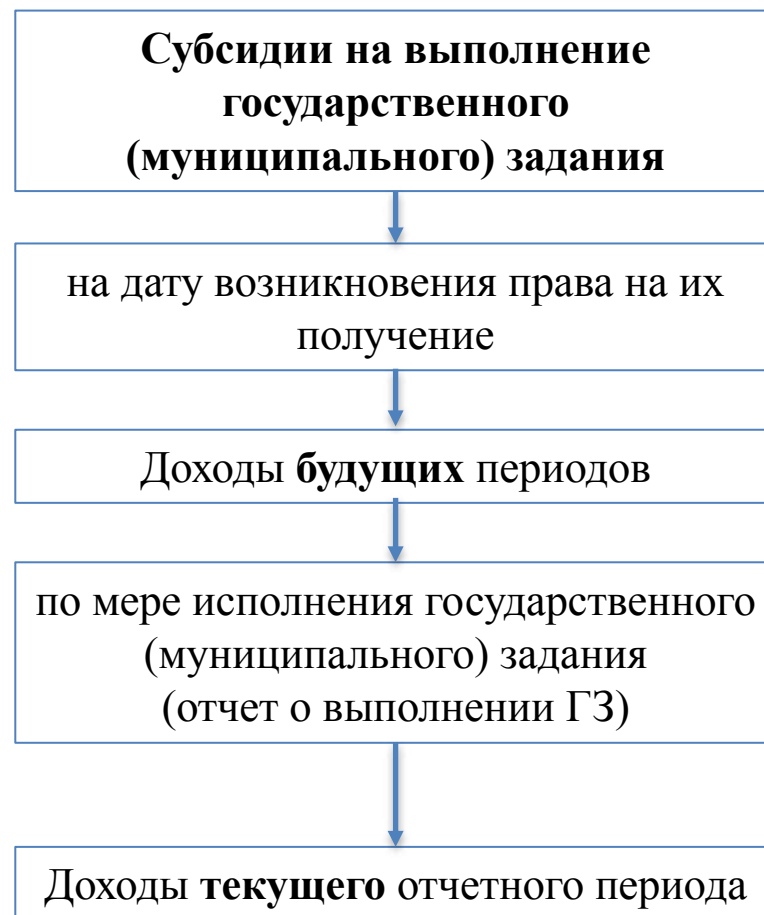 Субсидии на выполнение
государственного
(муниципального) задания
на дату возникновения права на их
получение
Доходы будущих периодов
по мере исполнения государственного
(муниципального) задания
(отчет о выполнении ГЗ)
Доходы текущего отчетного периода